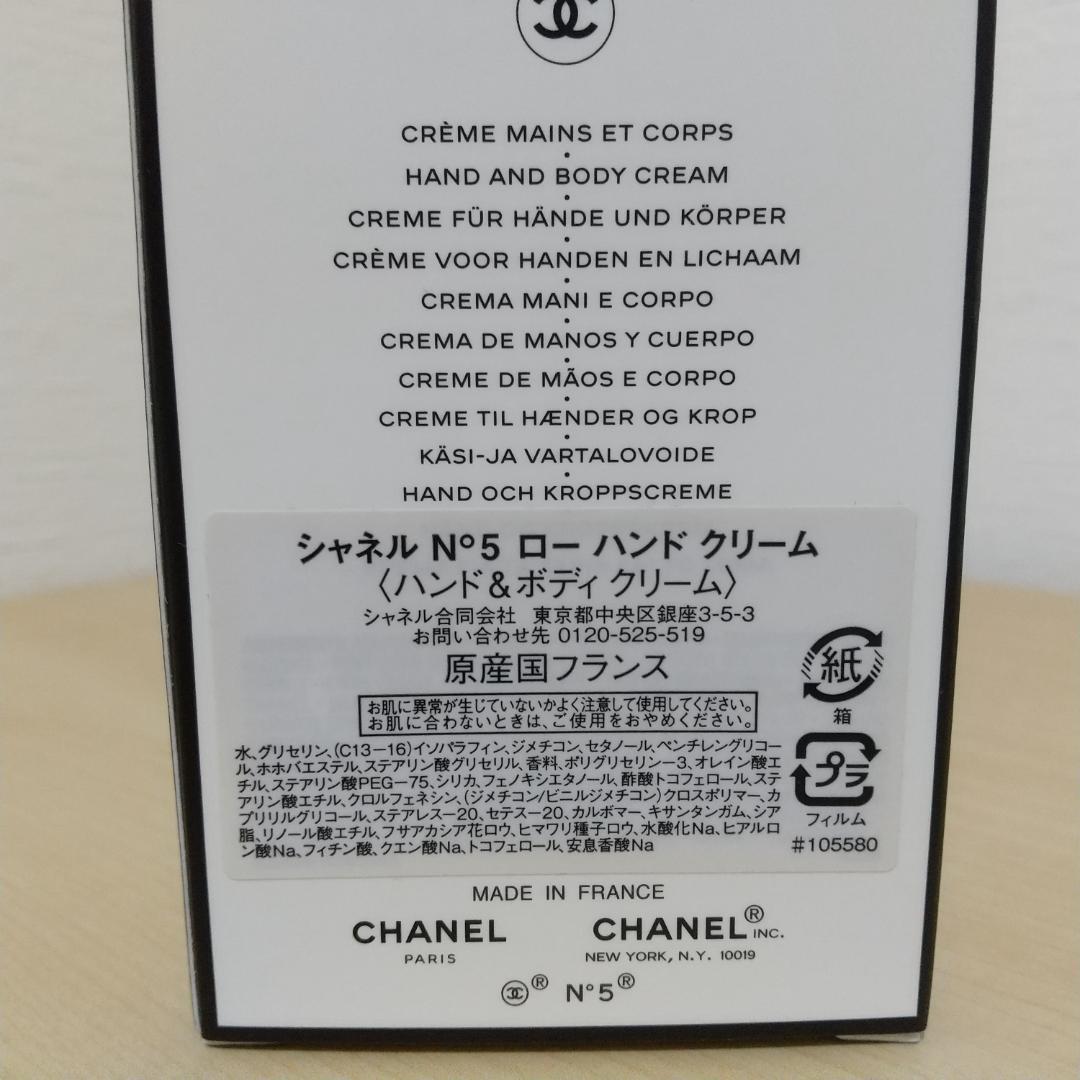 CRÈME MAINS ET CORPS
HAND AND BODY CREAM
CREME FÜR HÄNDE UND KÖRPER
CRÈME VOOR HANDEN EN LICHAAM
CREMA MANI E CORPO
CREMA DE MANOS Y CUERPO
CREME DE MÃOS E CORPO
CREME TIL HÆNDER OG KROP
KÄSI-JA VARTALOVOIDE
HAND OCH KROPPSCREME
シャネル N°5 ロー ハンド クリーム
〈ハンド&ボディ クリーム〉
シャネル合同会社 東京都中央区銀座3-5-3
お問い合わせ先 0120-525-519
原産国フランス
お肌に異常が生じていないかよく注意して使用してください。
お肌に合わないときは、ご使用をおやめください。
水、グリセリン、(C13-16)イソパラフィン、ジメチコン、セタノール、ペンチレングリコー
ル、ホホバエステル、ステアリン酸グリセリル、香料、ポリグリセリン-3、オレイン酸エ
チル、ステアリン酸PEG-75、シリカ、フェノキシエタノール、酢酸トコフェロール、ステ
アリン酸エチル、クロルフェネシン、(ジメチコン/ビニルジメチコン)クロスポリマー、カ
プリリルグリコール、ステアレス-20、セテス-20、カルボマー、キサンタンガム、シア
脂、リノール酸エチル、フサアカシア花ロウ、ヒマワリ種子ロウ、水酸化Na、ヒアルロ
ン酸Na、フィチン酸、クエン酸Na、トコフェロール、安息香酸Na
紙
箱
プラ
フィルム
#105580
MADE IN FRANCE
CHANEL
PARIS
CHANEL® INC.
NEW YORK, N.Y. 10019
® N°5®